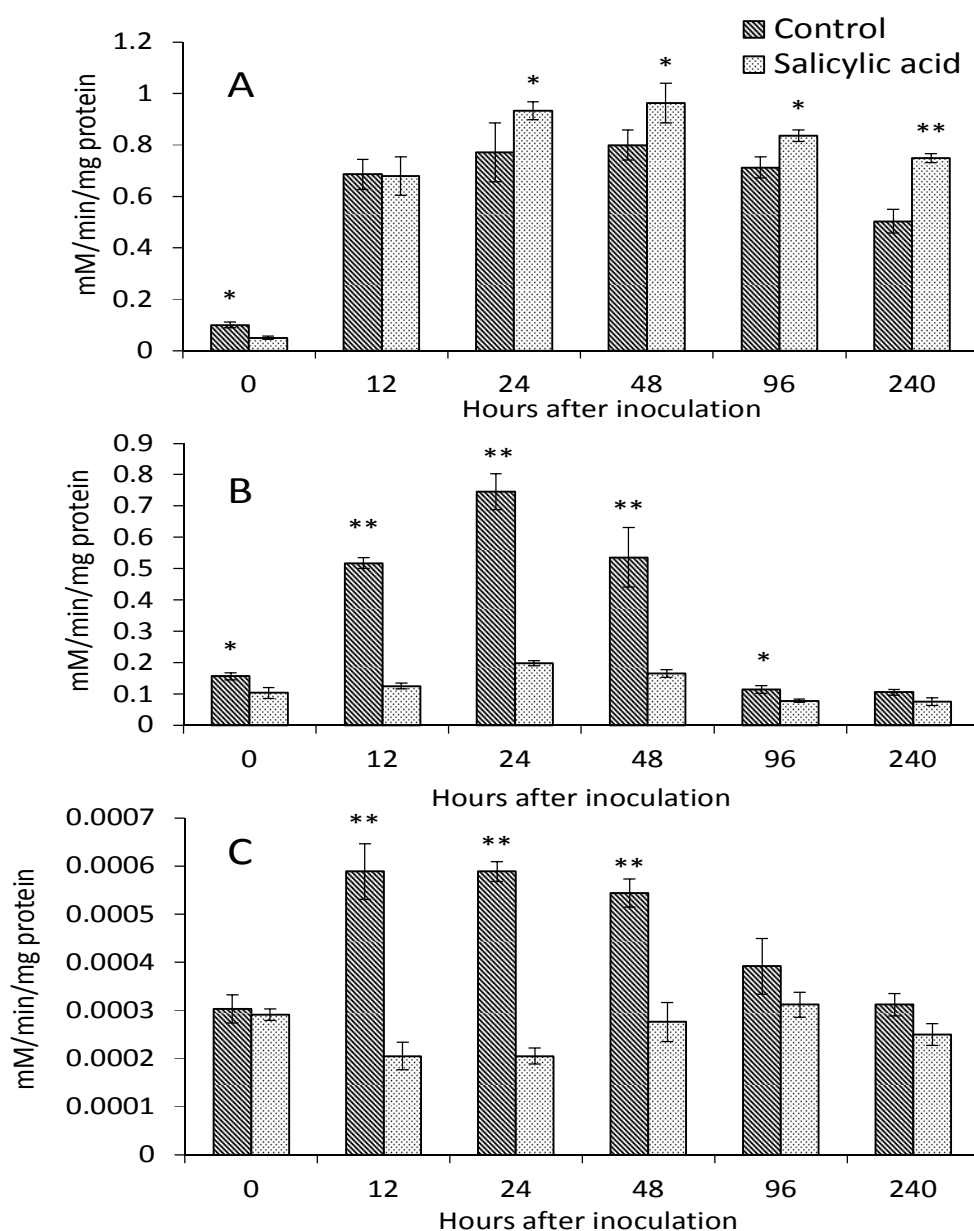 Control
Salicylic acid
A
mM/min/mg protein
1.2
1
0.8
0.6
0.4
0.2
0
*
*
*
*
**
0 12 24 48 96 240
Hours after inoculation
B
mM/min/mg protein
0.9
0.8
0.7
0.6
0.5
0.4
0.3
0.2
0.1
0
*
**
**
**
*
0 12 24 48 96 240
Hours after inoculation
C
mM/min/mg protein
0.0007
0.0006
0.0005
0.0004
0.0003
0.0002
0.0001
0
**
**
**
0 12 24 48 96 240
Hours after inoculation